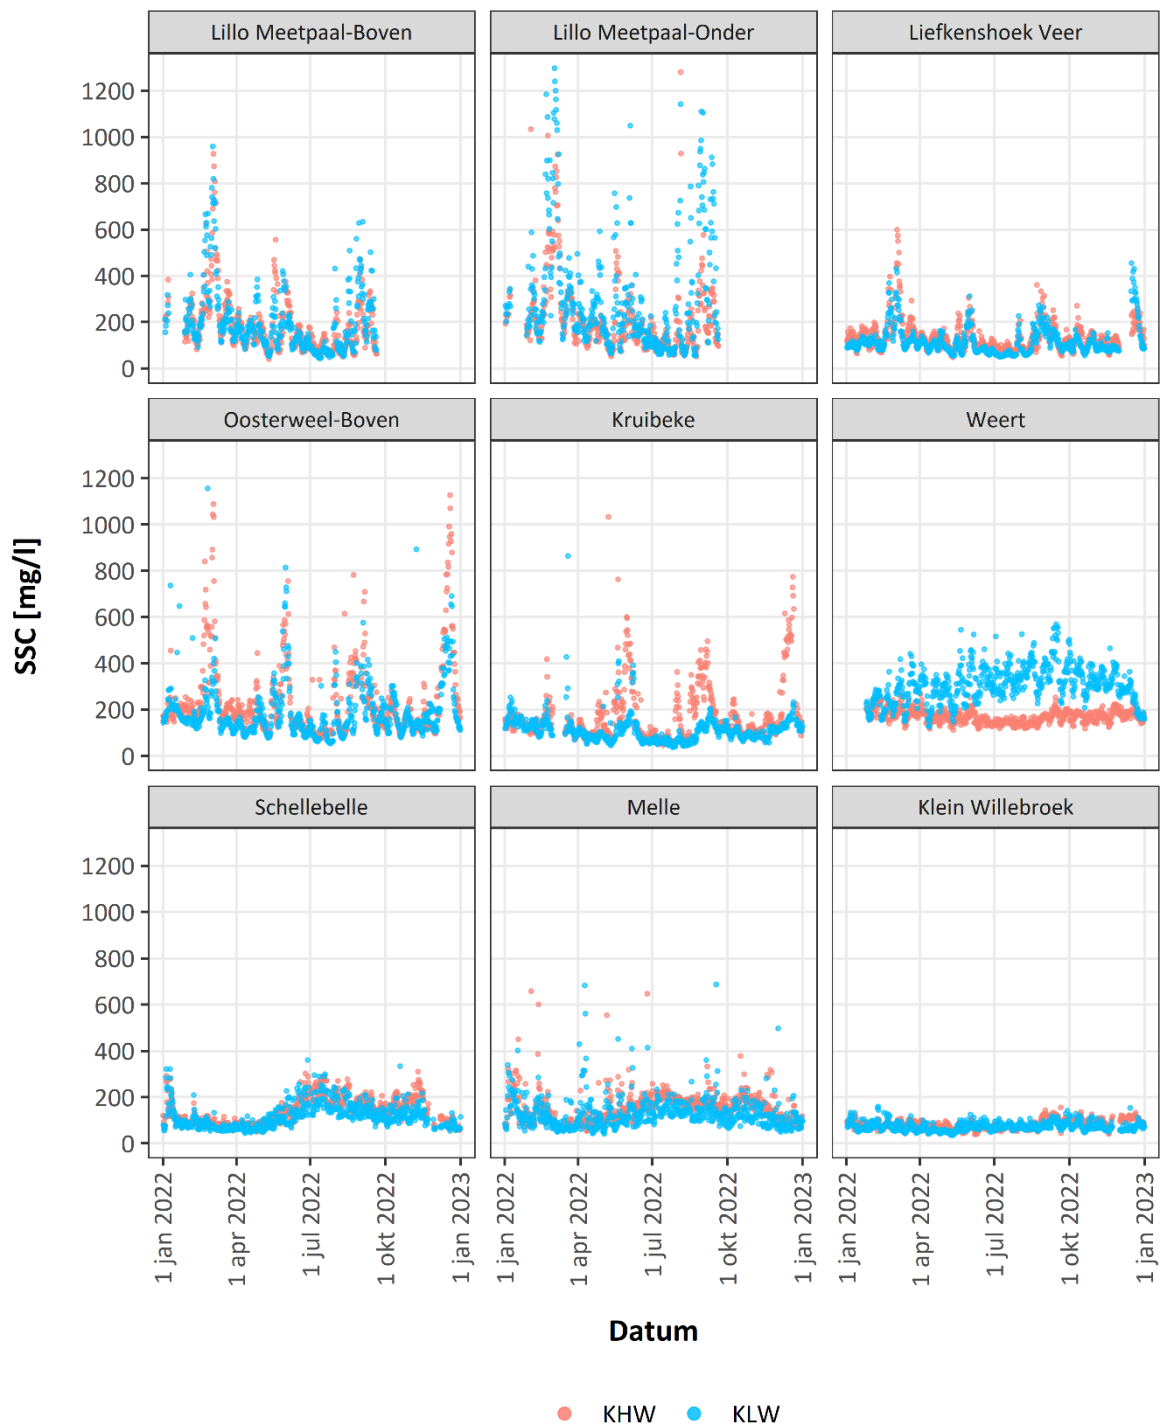 Lillo Meetpaal-Boven
Lillo Meetpaal-Onder
Liefkenshoek Veer
1200
1000
800
600
400
200
0
Oosterweel-Boven
Kruibeke
Weert
1200
1000
800
600
400
200
0
SSC [mg/l]
Schellebelle
Melle
Klein Willebroek
1200
1000
800
600
400
200
0
1 jan 2022
1 apr 2022
1 jul 2022
1 okt 2022
1 jan 2023
1 jan 2022
1 apr 2022
1 jul 2022
1 okt 2022
1 jan 2023
1 jan 2022
1 apr 2022
1 jul 2022
1 okt 2022
1 jan 2023
Datum
KHW
KLW